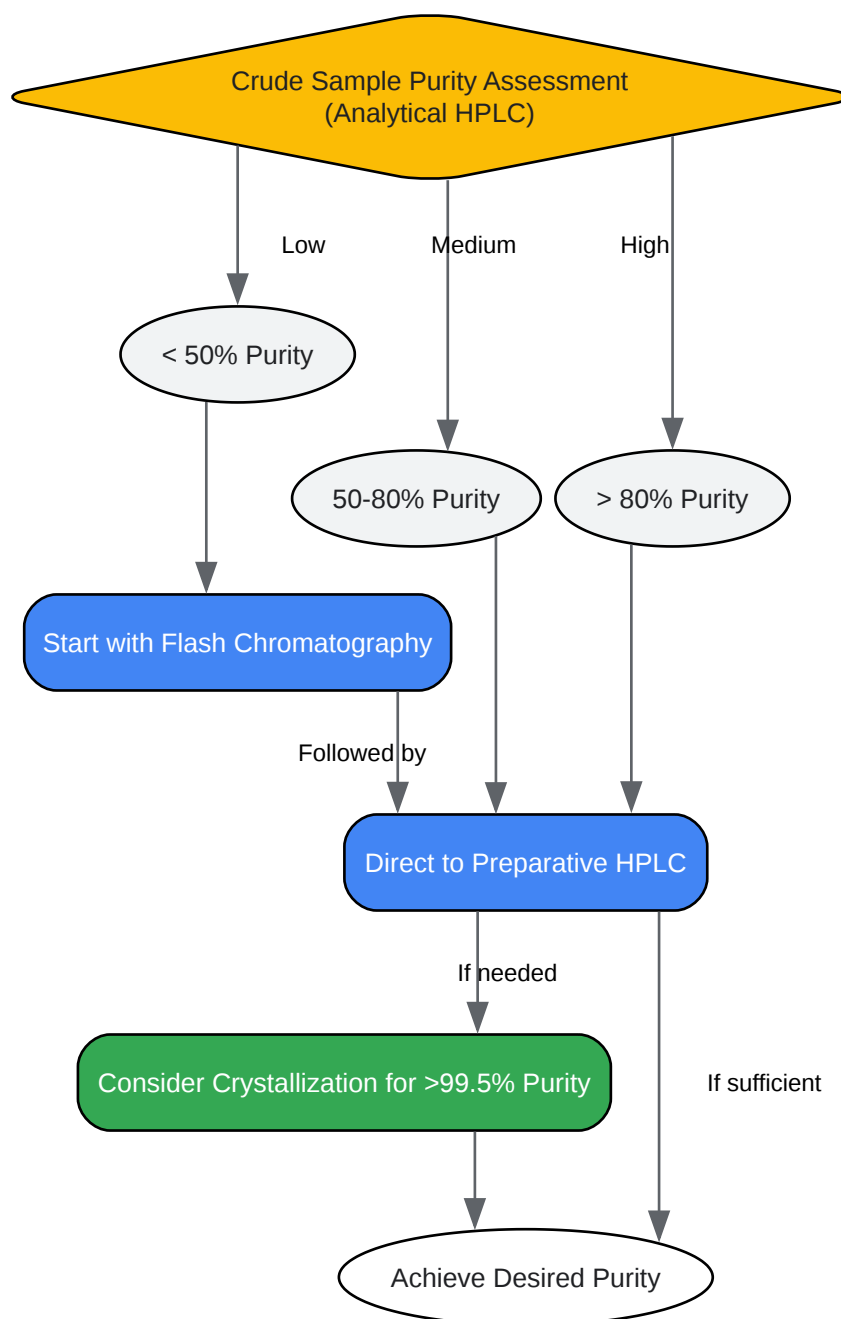 Crude Sample Purity Assessment
(Analytical HPLC)
Low
Medium
High
< 50% Purity
50-80% Purity
> 80% Purity
Start with Flash Chromatography
Followed by
Direct to Preparative HPLC
If needed
Consider Crystallization for >99.5% Purity
If sufficient
Achieve Desired Purity